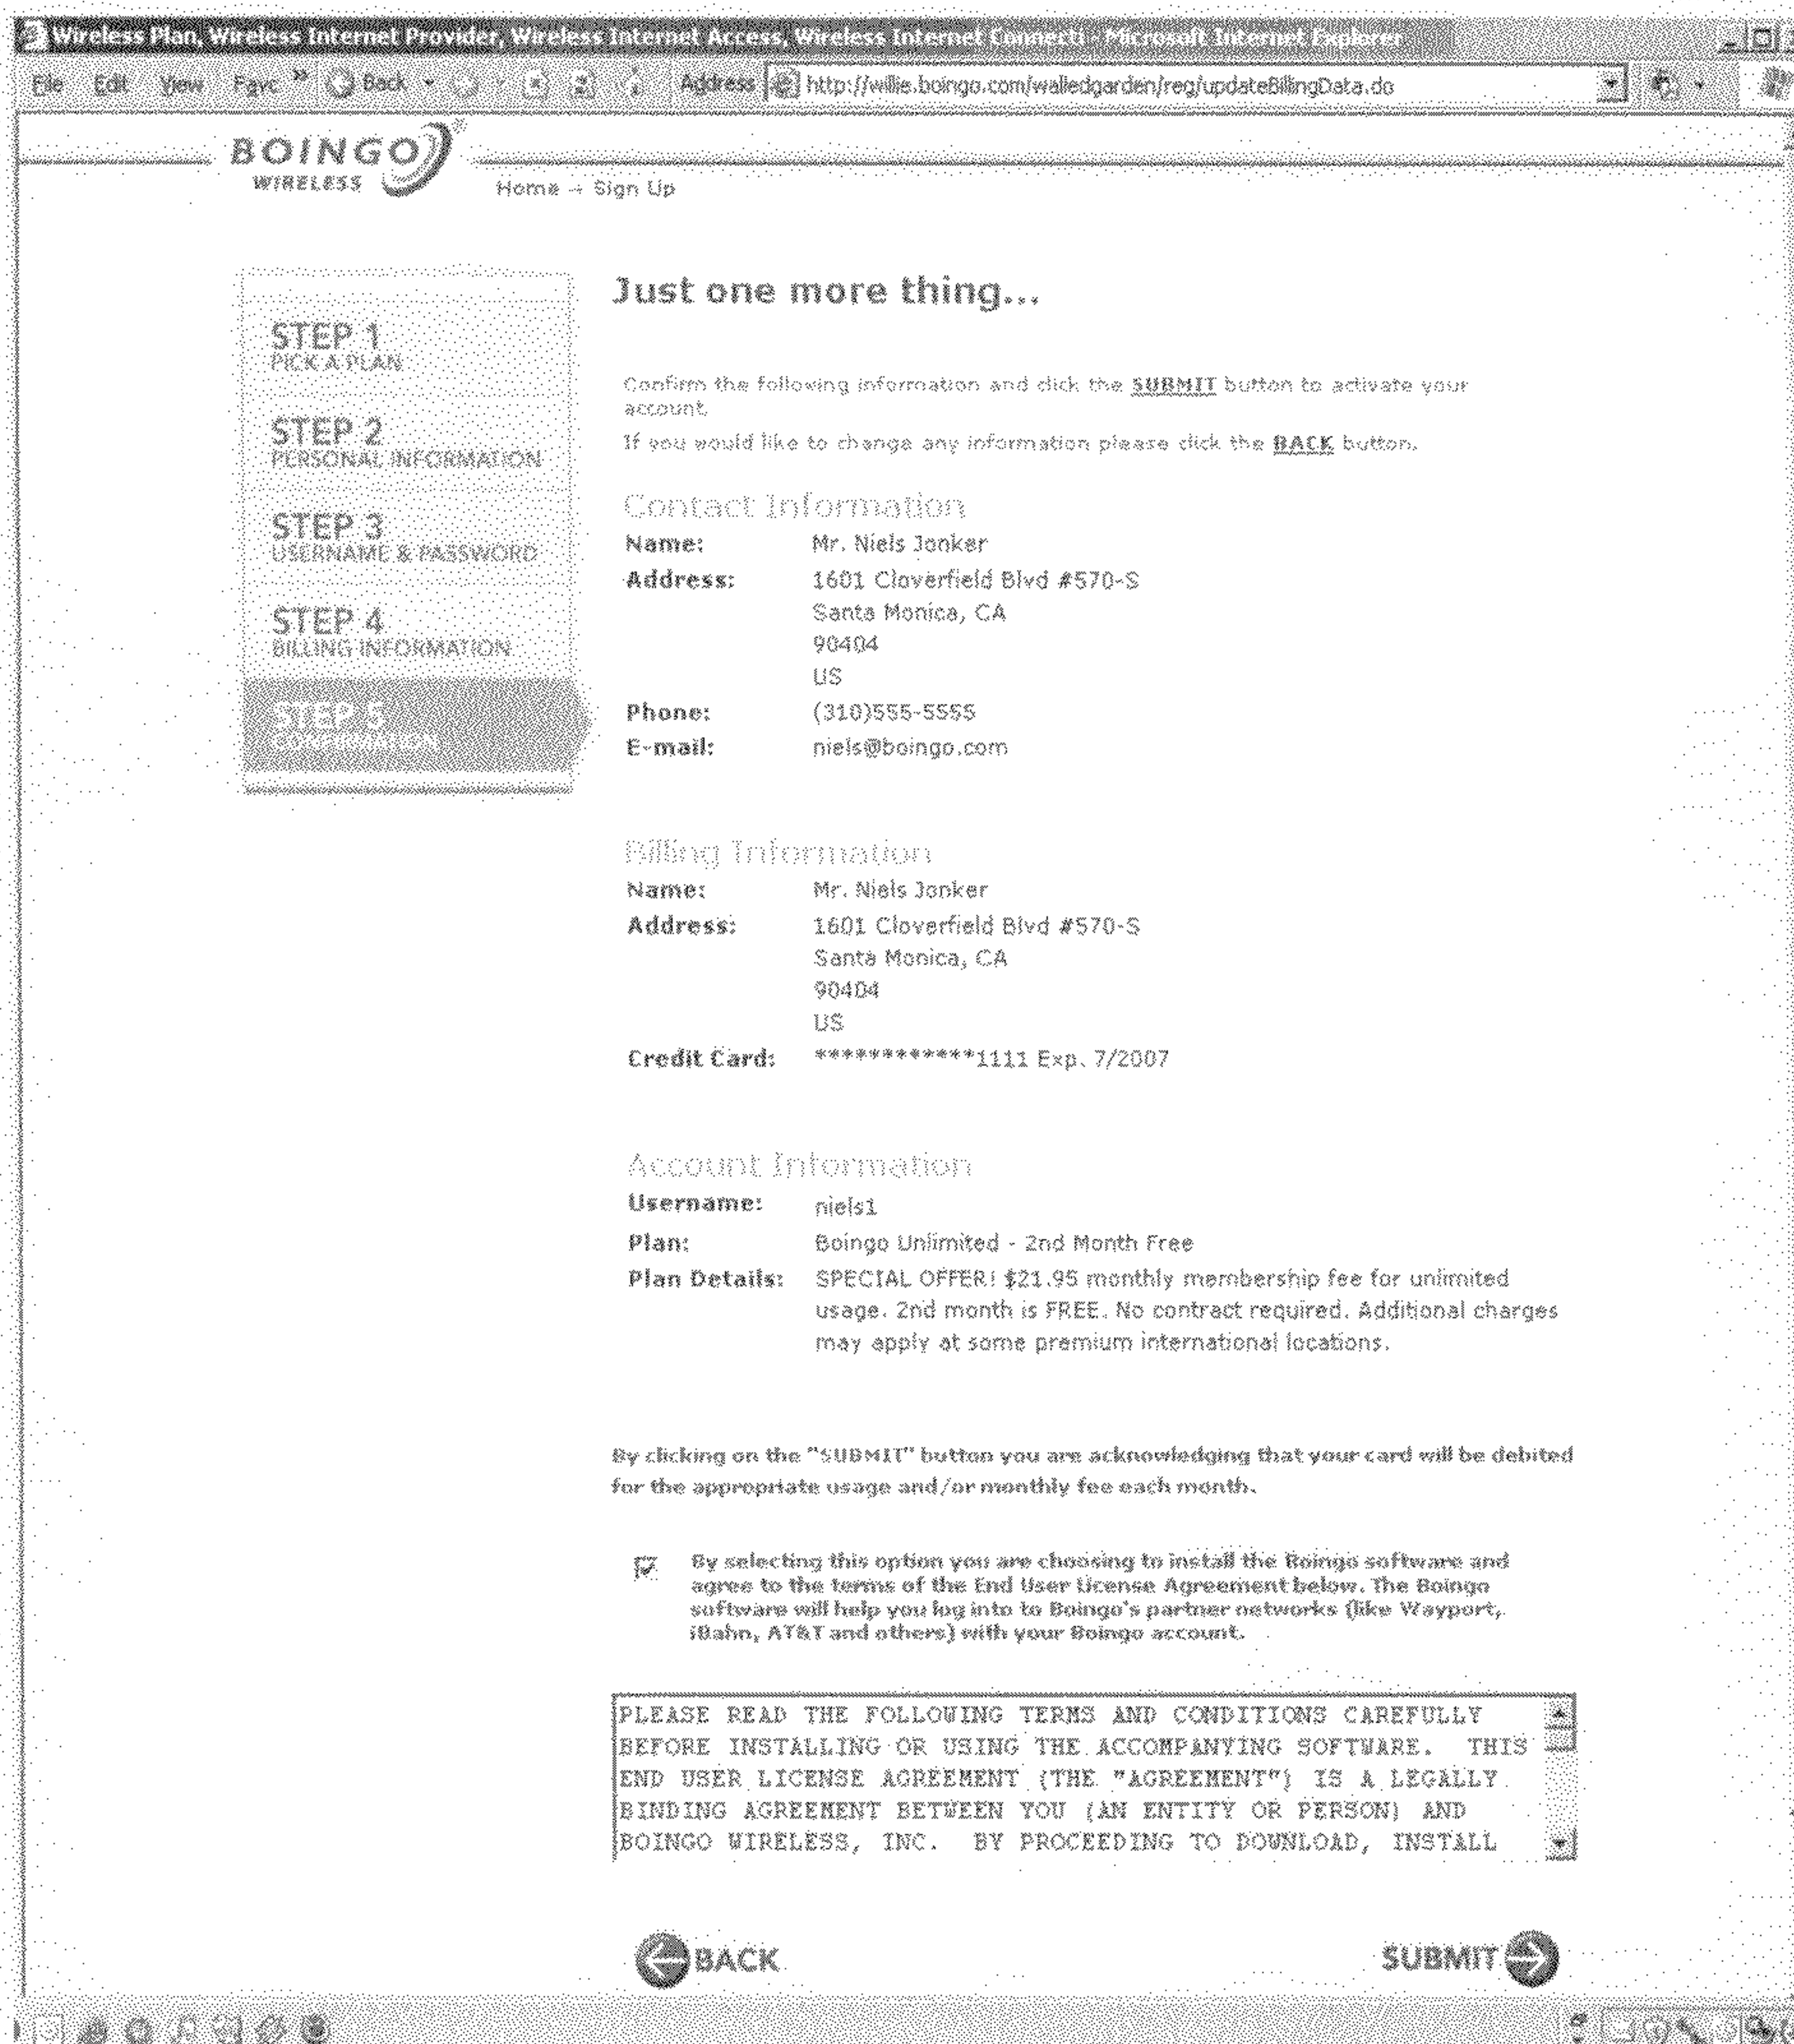 Wireless Plan, Wireless Internet Provider, Wireless Internet Access, Wireless Internet Connecti - Microsoft Internet Explorer
File Edit View Favc » Back Address http://willie.boingo.com/walledgarden/reg/updateBillingData.do
BOINGO®
WIRELESS
Home → Sign Up
STEP 1
PICK A PLAN
STEP 2
PERSONAL INFORMATION
STEP 3
USERNAME & PASSWORD
STEP 4
BILLING INFORMATION
STEP 5
CONFIRMATION
Just one more thing...
Confirm the following information and click the SUBMIT button to activate your
account.
If you would like to change any information please click the BACK button.
Contact Information
Name: Mr. Niels Jonker
Address: 1601 Cloverfield Blvd #570-S
Santa Monica, CA
90404
US
Phone: (310)555-5555
E-mail: niels@boingo.com
Billing Information
Name: Mr. Niels Jonker
Address: 1601 Cloverfield Blvd #570-S
Santa Monica, CA
90404
US
Credit Card: ************1111 Exp. 7/2007
Account Information
Username: niels1
Plan: Boingo Unlimited - 2nd Month Free
Plan Details: SPECIAL OFFER! $21.95 monthly membership fee for unlimited
usage. 2nd month is FREE. No contract required. Additional charges
may apply at some premium international locations.
By clicking on the "SUBMIT" button you are acknowledging that your card will be debited
for the appropriate usage and/or monthly fee each month.
By selecting this option you are choosing to install the Boingo software and
agree to the terms of the End User License Agreement below. The Boingo
software will help you log into to Boingo's partner networks (like Wayport,
iBahn, AT&T and others) with your Boingo account.
PLEASE READ THE FOLLOWING TERMS AND CONDITIONS CAREFULLY
BEFORE INSTALLING OR USING THE ACCOMPANYING SOFTWARE. THIS
END USER LICENSE AGREEMENT (THE "AGREEMENT") IS A LEGALLY
BINDING AGREEMENT BETWEEN YOU (AN ENTITY OR PERSON) AND
BOINGO WIRELESS, INC. BY PROCEEDING TO DOWNLOAD, INSTALL
BACK SUBMIT